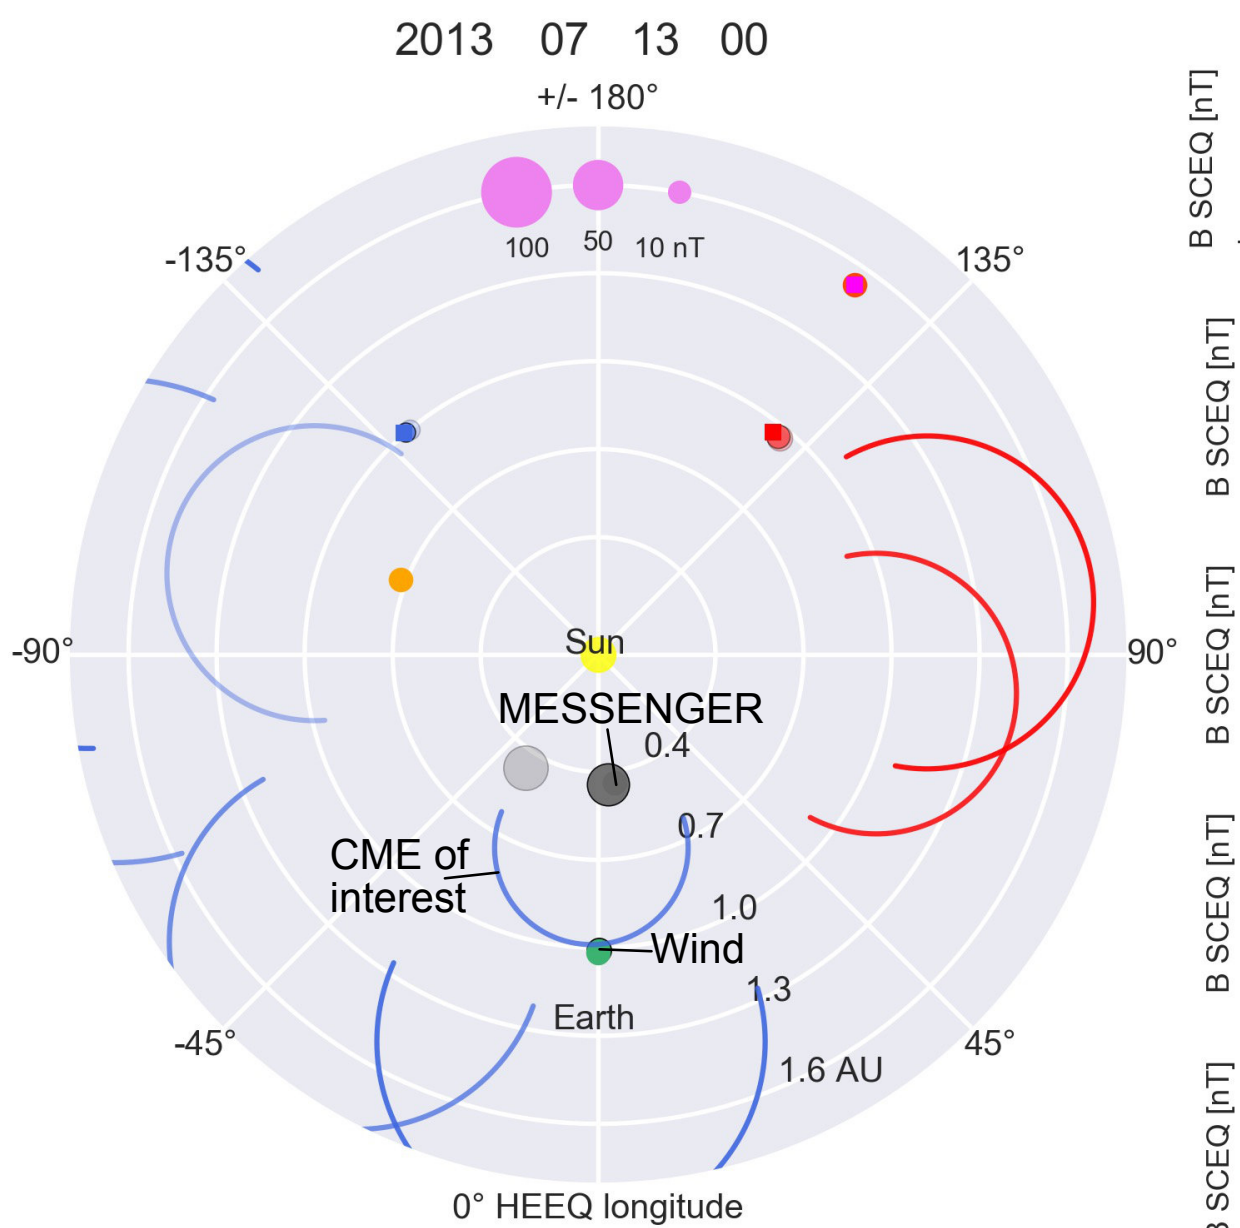 2013 07 13 00
+/- 180°
B SCEQ [nT]
100 50 10 nT
-135° 135°
B SCEQ [nT]
Sun
-90° 90°
B SCEQ [nT]
MESSENGER
0.4
0.7
CME of
interest
B SCEQ [nT]
1.0
Wind
1.3
Earth
-45° 45°
1.6 AU
B SCEQ [nT]
0° HEEQ longitude